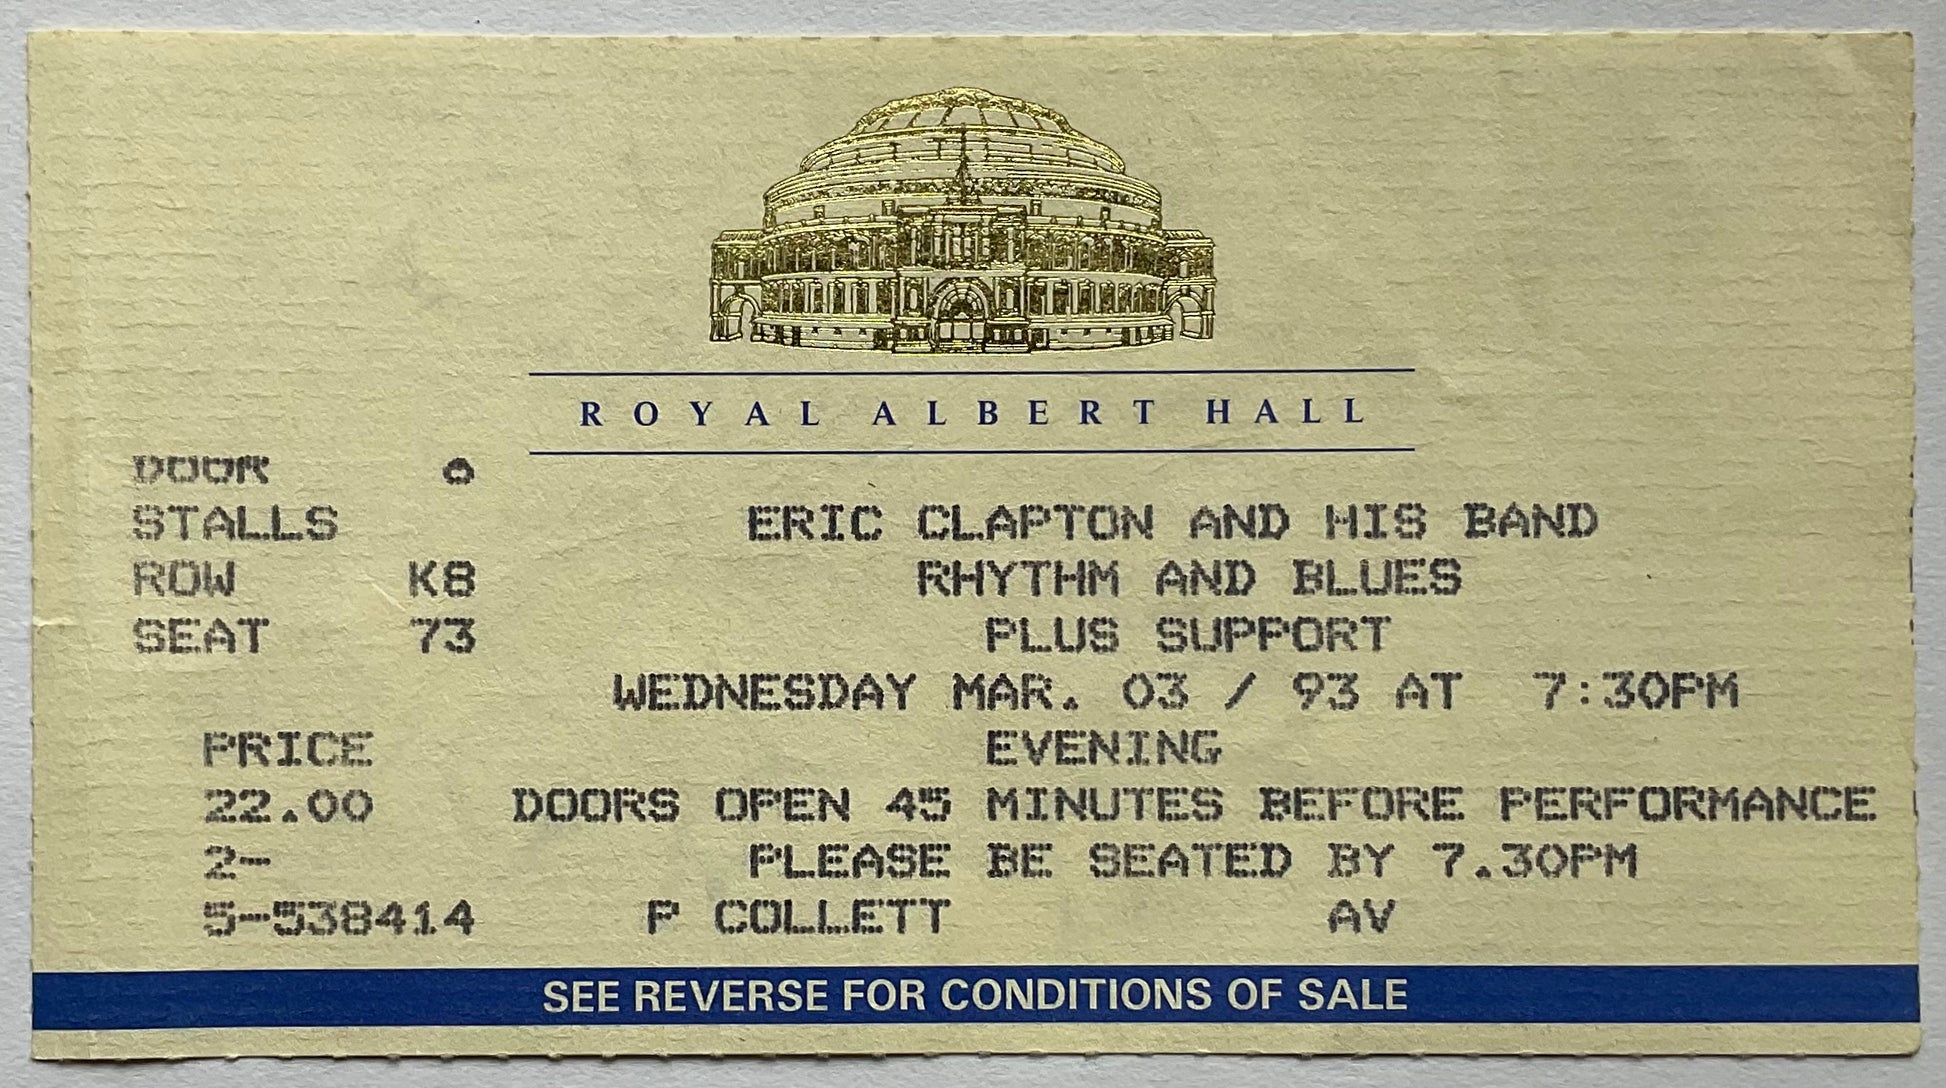 ROYAL ALBERT HALL
DOOR
STALLS ERIC CLAPTON AND HIS BAND
ROW K8 RHYTHM AND BLUES
SEAT 73 PLUS SUPPORT
WEDNESDAY MAR. 03 / 93 AT 7:30PM
PRICE EVENING
22.00 DOORS OPEN 45 MINUTES BEFORE PERFORMANCE
2- PLEASE BE SEATED BY 7.30PM
5-538414 P COLLETT AV
SEE REVERSE FOR CONDITIONS OF SALE